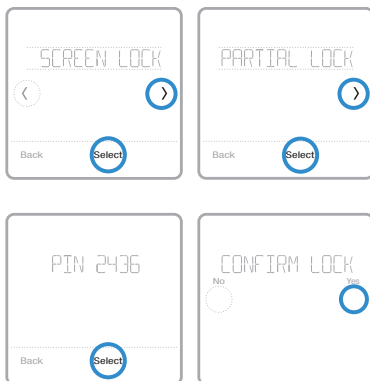 SCREEN LOCK
Back Select
PARTIAL LOCK
Back Select
PIN 2436
Back Select
CONFIRM LOCK
No Yes